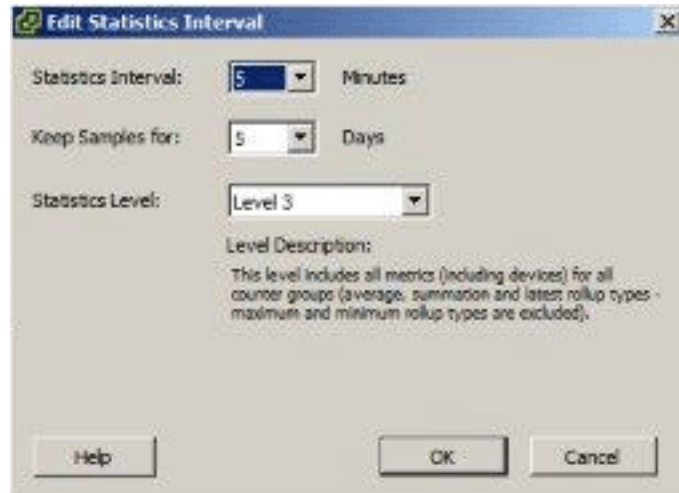 Edit Statistics Interval
Statistics Interval: 5 Minutes
Keep Samples for: 5 Days
Statistics Level: Level 3
Level Description:
This level includes all metrics (including devices) for all
counter groups (average, summation and latest rollup types -
maximum and minimum rollup types are excluded).
Help OK Cancel